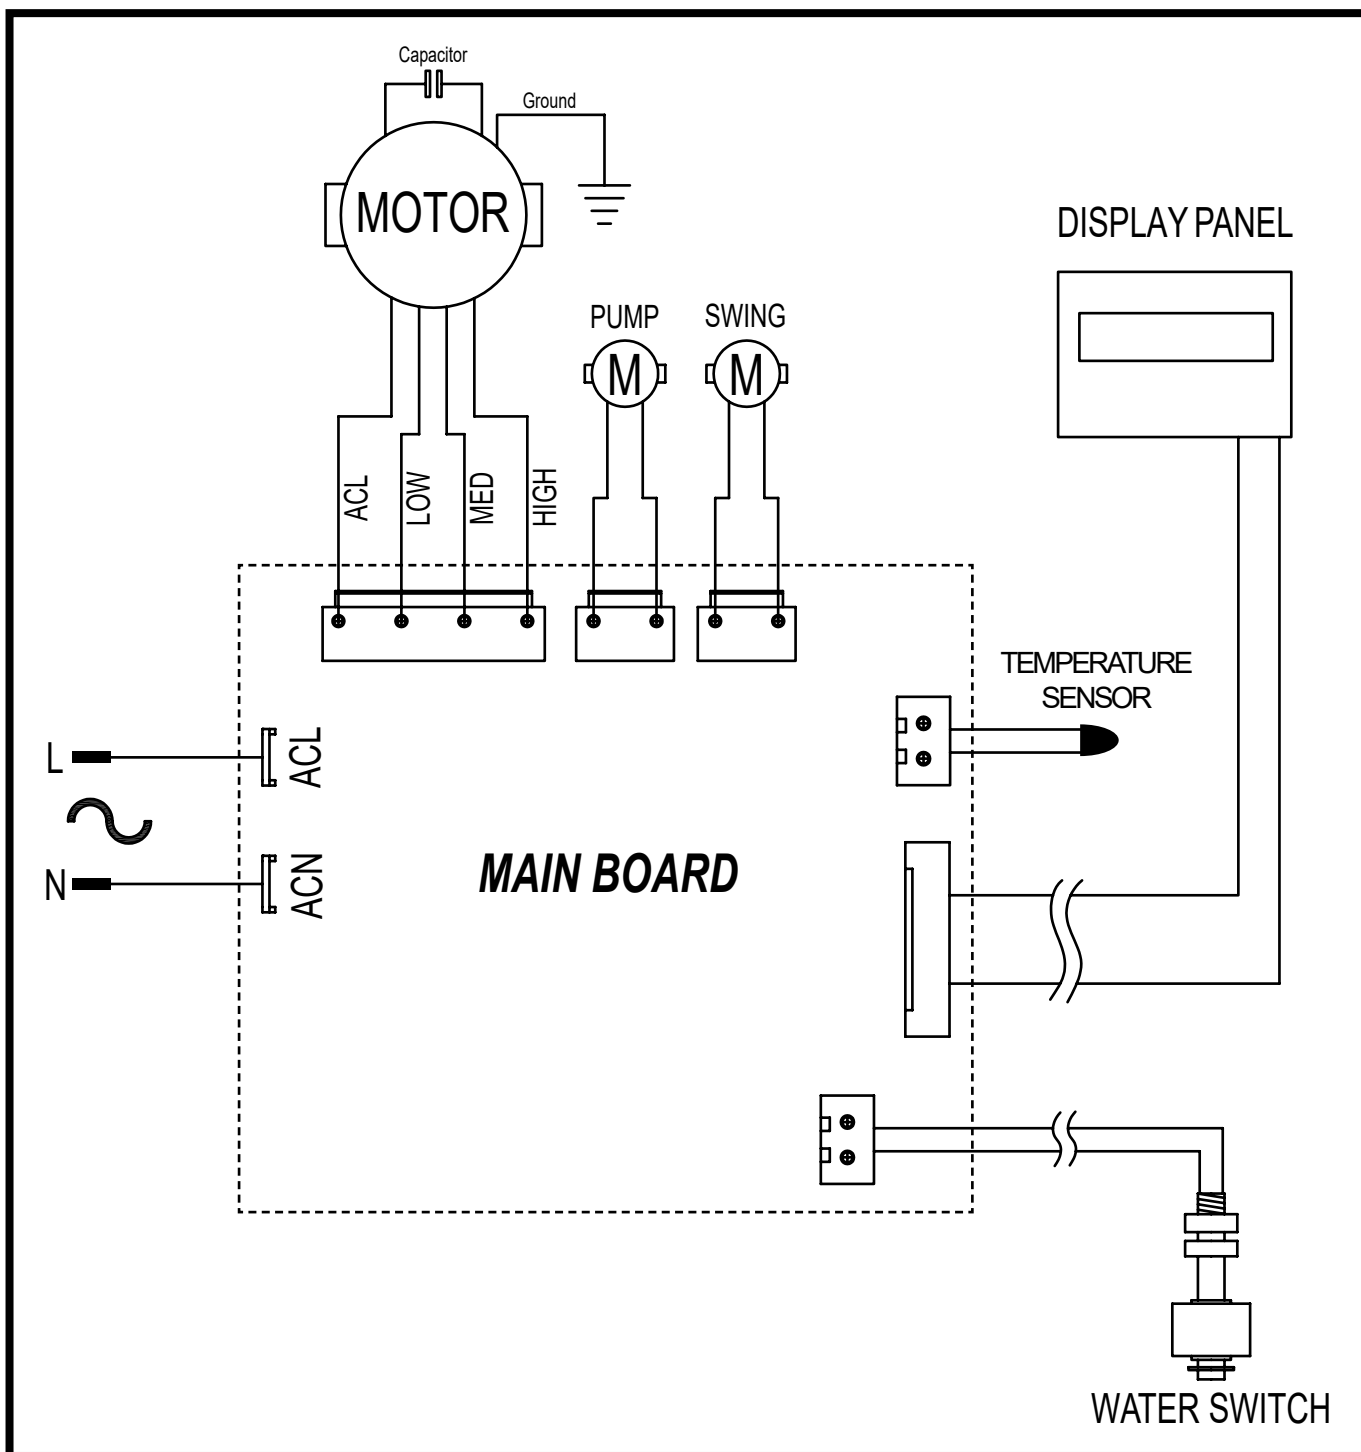 Capacitor
Ground
MOTOR
DISPLAY PANEL
PUMP
SWING
M
M
ACL
LOW
MED
HIGH
TEMPERATURE
SENSOR
L
ACL
N
ACN
MAIN BOARD
WATER SWITCH